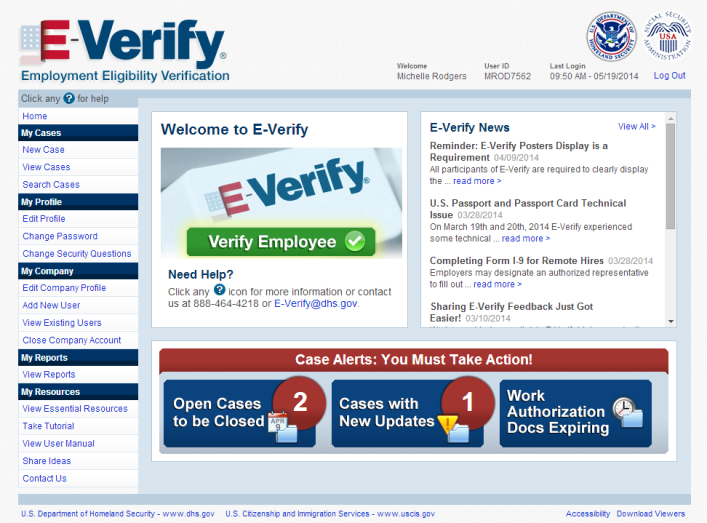 E-Verify®
Employment Eligibility Verification
U.S. DEPARTMENT OF HOMELAND SECURITY
SOCIAL SECURITY ADMINISTRATION
USA
Welcome
Michelle Rodgers
User ID
MROD7562
Last Login
09:50 AM - 05/19/2014
Log Out
Click any ? for help
Home
My Cases
New Case
View Cases
Search Cases
My Profile
Edit Profile
Change Password
Change Security Questions
My Company
Edit Company Profile
Add New User
View Existing Users
Close Company Account
My Reports
View Reports
My Resources
View Essential Resources
Take Tutorial
View User Manual
Share Ideas
Contact Us
Welcome to E-Verify
E-Verify®
Verify Employee
Need Help?
Click any ? icon for more information or contact
us at 888-464-4218 or E-Verify@dhs.gov.
E-Verify News
View All >
Reminder: E-Verify Posters Display is a
Requirement 04/09/2014
All participants of E-Verify are required to clearly display
the ... read more >
U.S. Passport and Passport Card Technical
Issue 03/28/2014
On March 19th and 20th, 2014 E-Verify experienced
some technical ... read more >
Completing Form I-9 for Remote Hires 03/28/2014
Employers may designate an authorized representative
to fill out ... read more >
Sharing E-Verify Feedback Just Got
Easier! 03/10/2014
Case Alerts: You Must Take Action!
Open Cases
to be Closed
2
APR
9
Cases with
New Updates
1
Work
Authorization
Docs Expiring
U.S. Department of Homeland Security - www.dhs.gov
U.S. Citizenship and Immigration Services - www.uscis.gov
Accessibility
Download Viewers